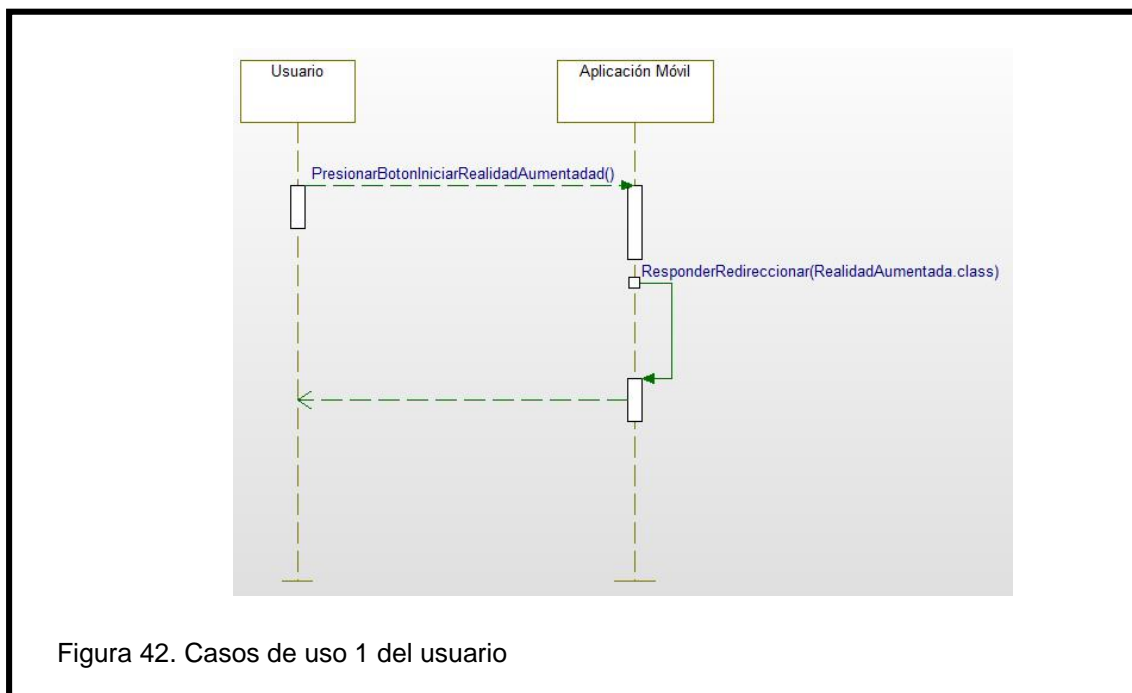 Usuario
Aplicación Móvil
PresionarBotonIniciarRealidadAumentadad()
ResponderRedireccionar(RealidadAumentada.class)
Figura 42. Casos de uso 1 del usuario